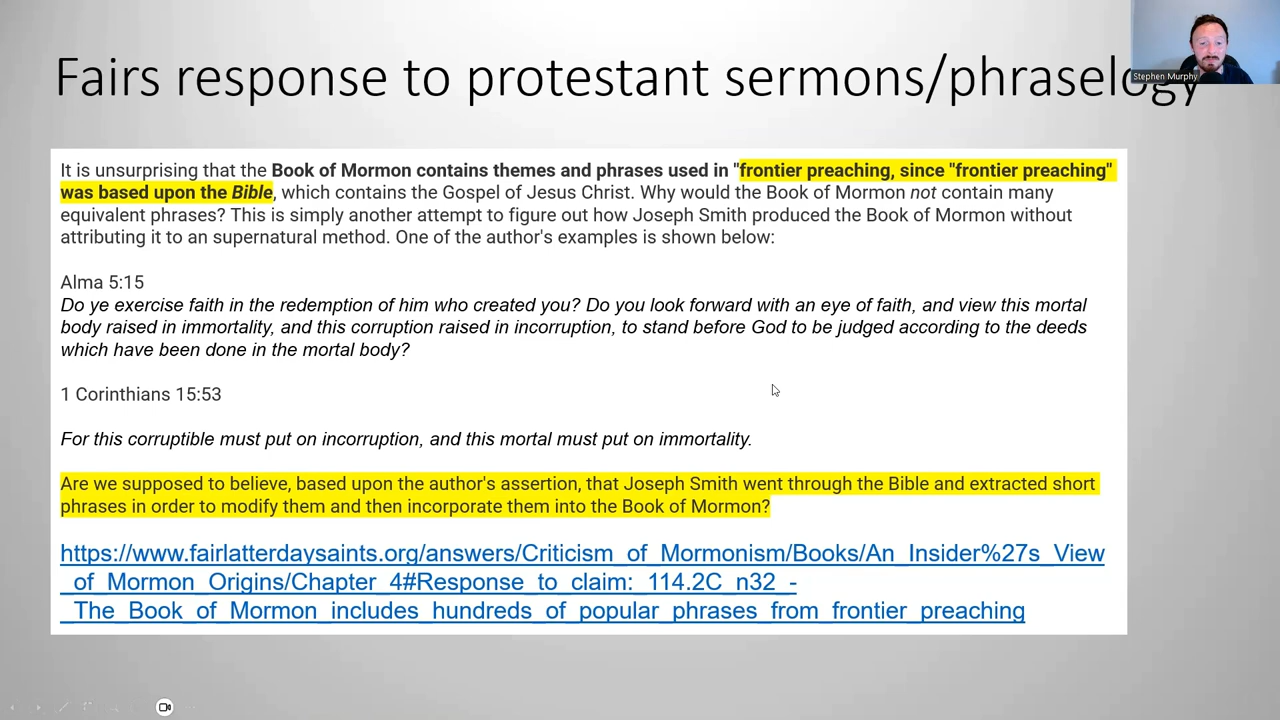 Fairs response to protestant sermons/phraselogy
Stephen Murphy
It is unsurprising that the Book of Mormon contains themes and phrases used in "frontier preaching, since "frontier preaching"
was based upon the Bible, which contains the Gospel of Jesus Christ. Why would the Book of Mormon not contain many
equivalent phrases? This is simply another attempt to figure out how Joseph Smith produced the Book of Mormon without
attributing it to an supernatural method. One of the author's examples is shown below:
Alma 5:15
Do ye exercise faith in the redemption of him who created you? Do you look forward with an eye of faith, and view this mortal
body raised in immortality, and this corruption raised in incorruption, to stand before God to be judged according to the deeds
which have been done in the mortal body?
1 Corinthians 15:53
For this corruptible must put on incorruption, and this mortal must put on immortality.
Are we supposed to believe, based upon the author's assertion, that Joseph Smith went through the Bible and extracted short
phrases in order to modify them and then incorporate them into the Book of Mormon?
https://www.fairlatterdaysaints.org/answers/Criticism_of_Mormonism/Books/An_Insider%27s_View
_of_Mormon_Origins/Chapter_4#Response_to_claim:_114.2C_n32_-
_The_Book_of_Mormon_includes_hundreds_of_popular_phrases_from_frontier_preaching